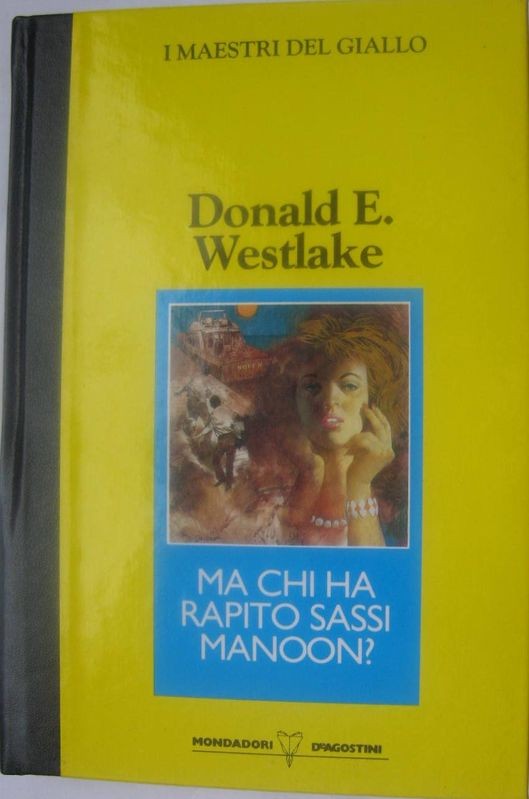 I MAESTRI DEL GIALLO
Donald E.
Westlake
MA CHI HA
RAPITO SASSI
MANOON?
MONDADORI DEAGOSTINI